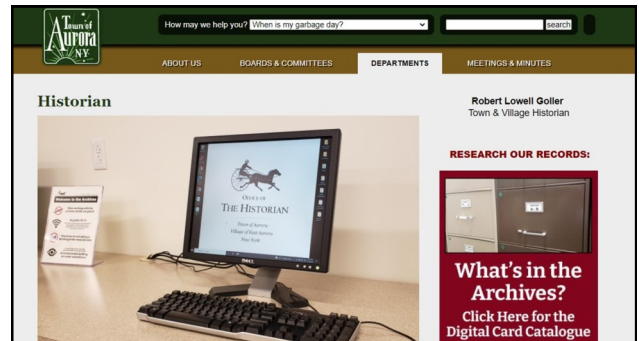 Town of
Aurora
NY
How may we help you? When is my garbage day?
search
ABOUT US
BOARDS & COMMITTEES
DEPARTMENTS
MEETINGS & MINUTES
Historian
Robert Lowell Goller
Town & Village Historian
RESEARCH OUR RECORDS:
Welcome to the Archives
OFFICE OF
THE HISTORIAN
Town of Aurora
Village of East Aurora
New York
DELL
What's in the
Archives?
Click Here for the
Digital Card Catalogue